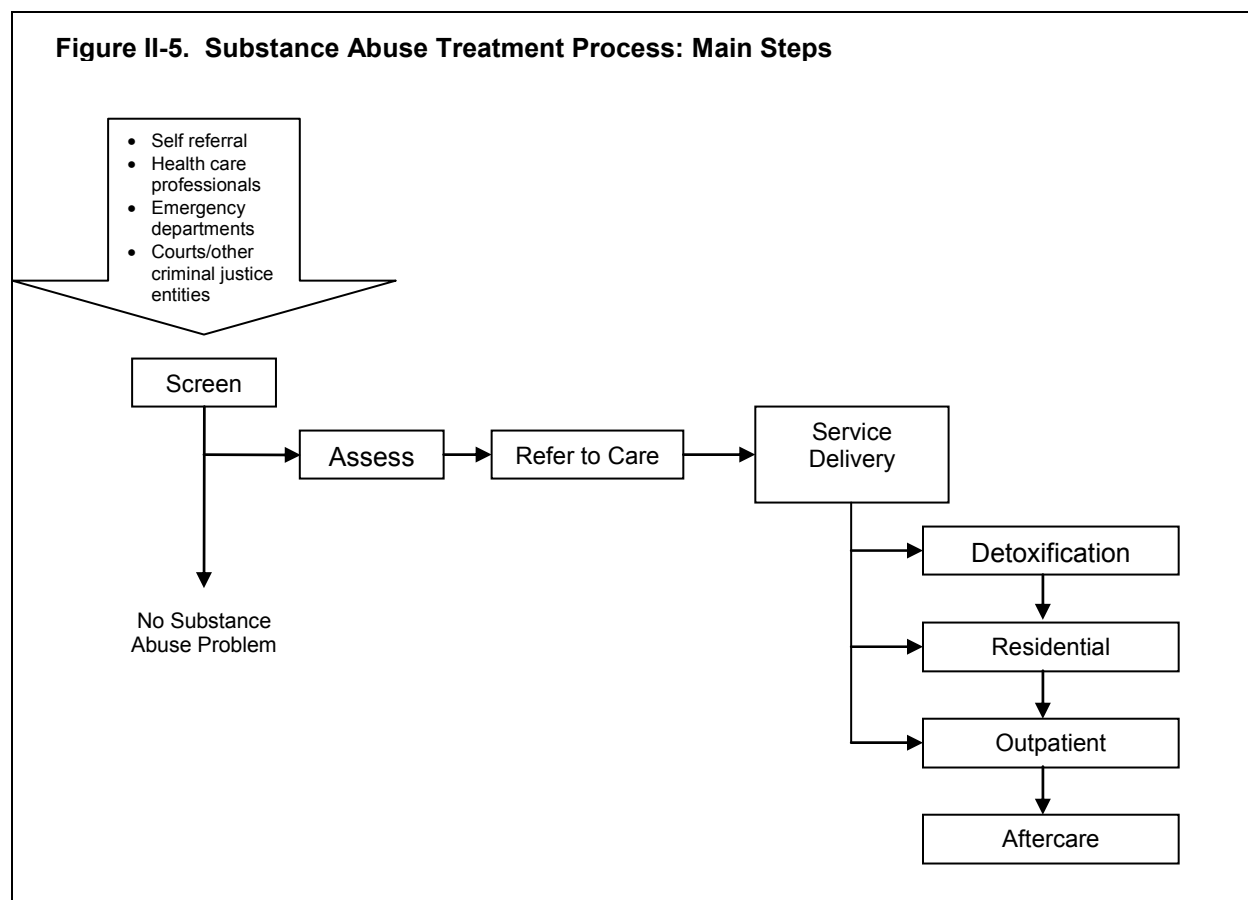 Figure II-5. Substance Abuse Treatment Process: Main Steps
• Self referral
• Health care
professionals
• Emergency
departments
• Courts/other
criminal justice
entities
Screen
Assess
Refer to Care
Service
Delivery
Detoxification
No Substance
Abuse Problem
Residential
Outpatient
Aftercare